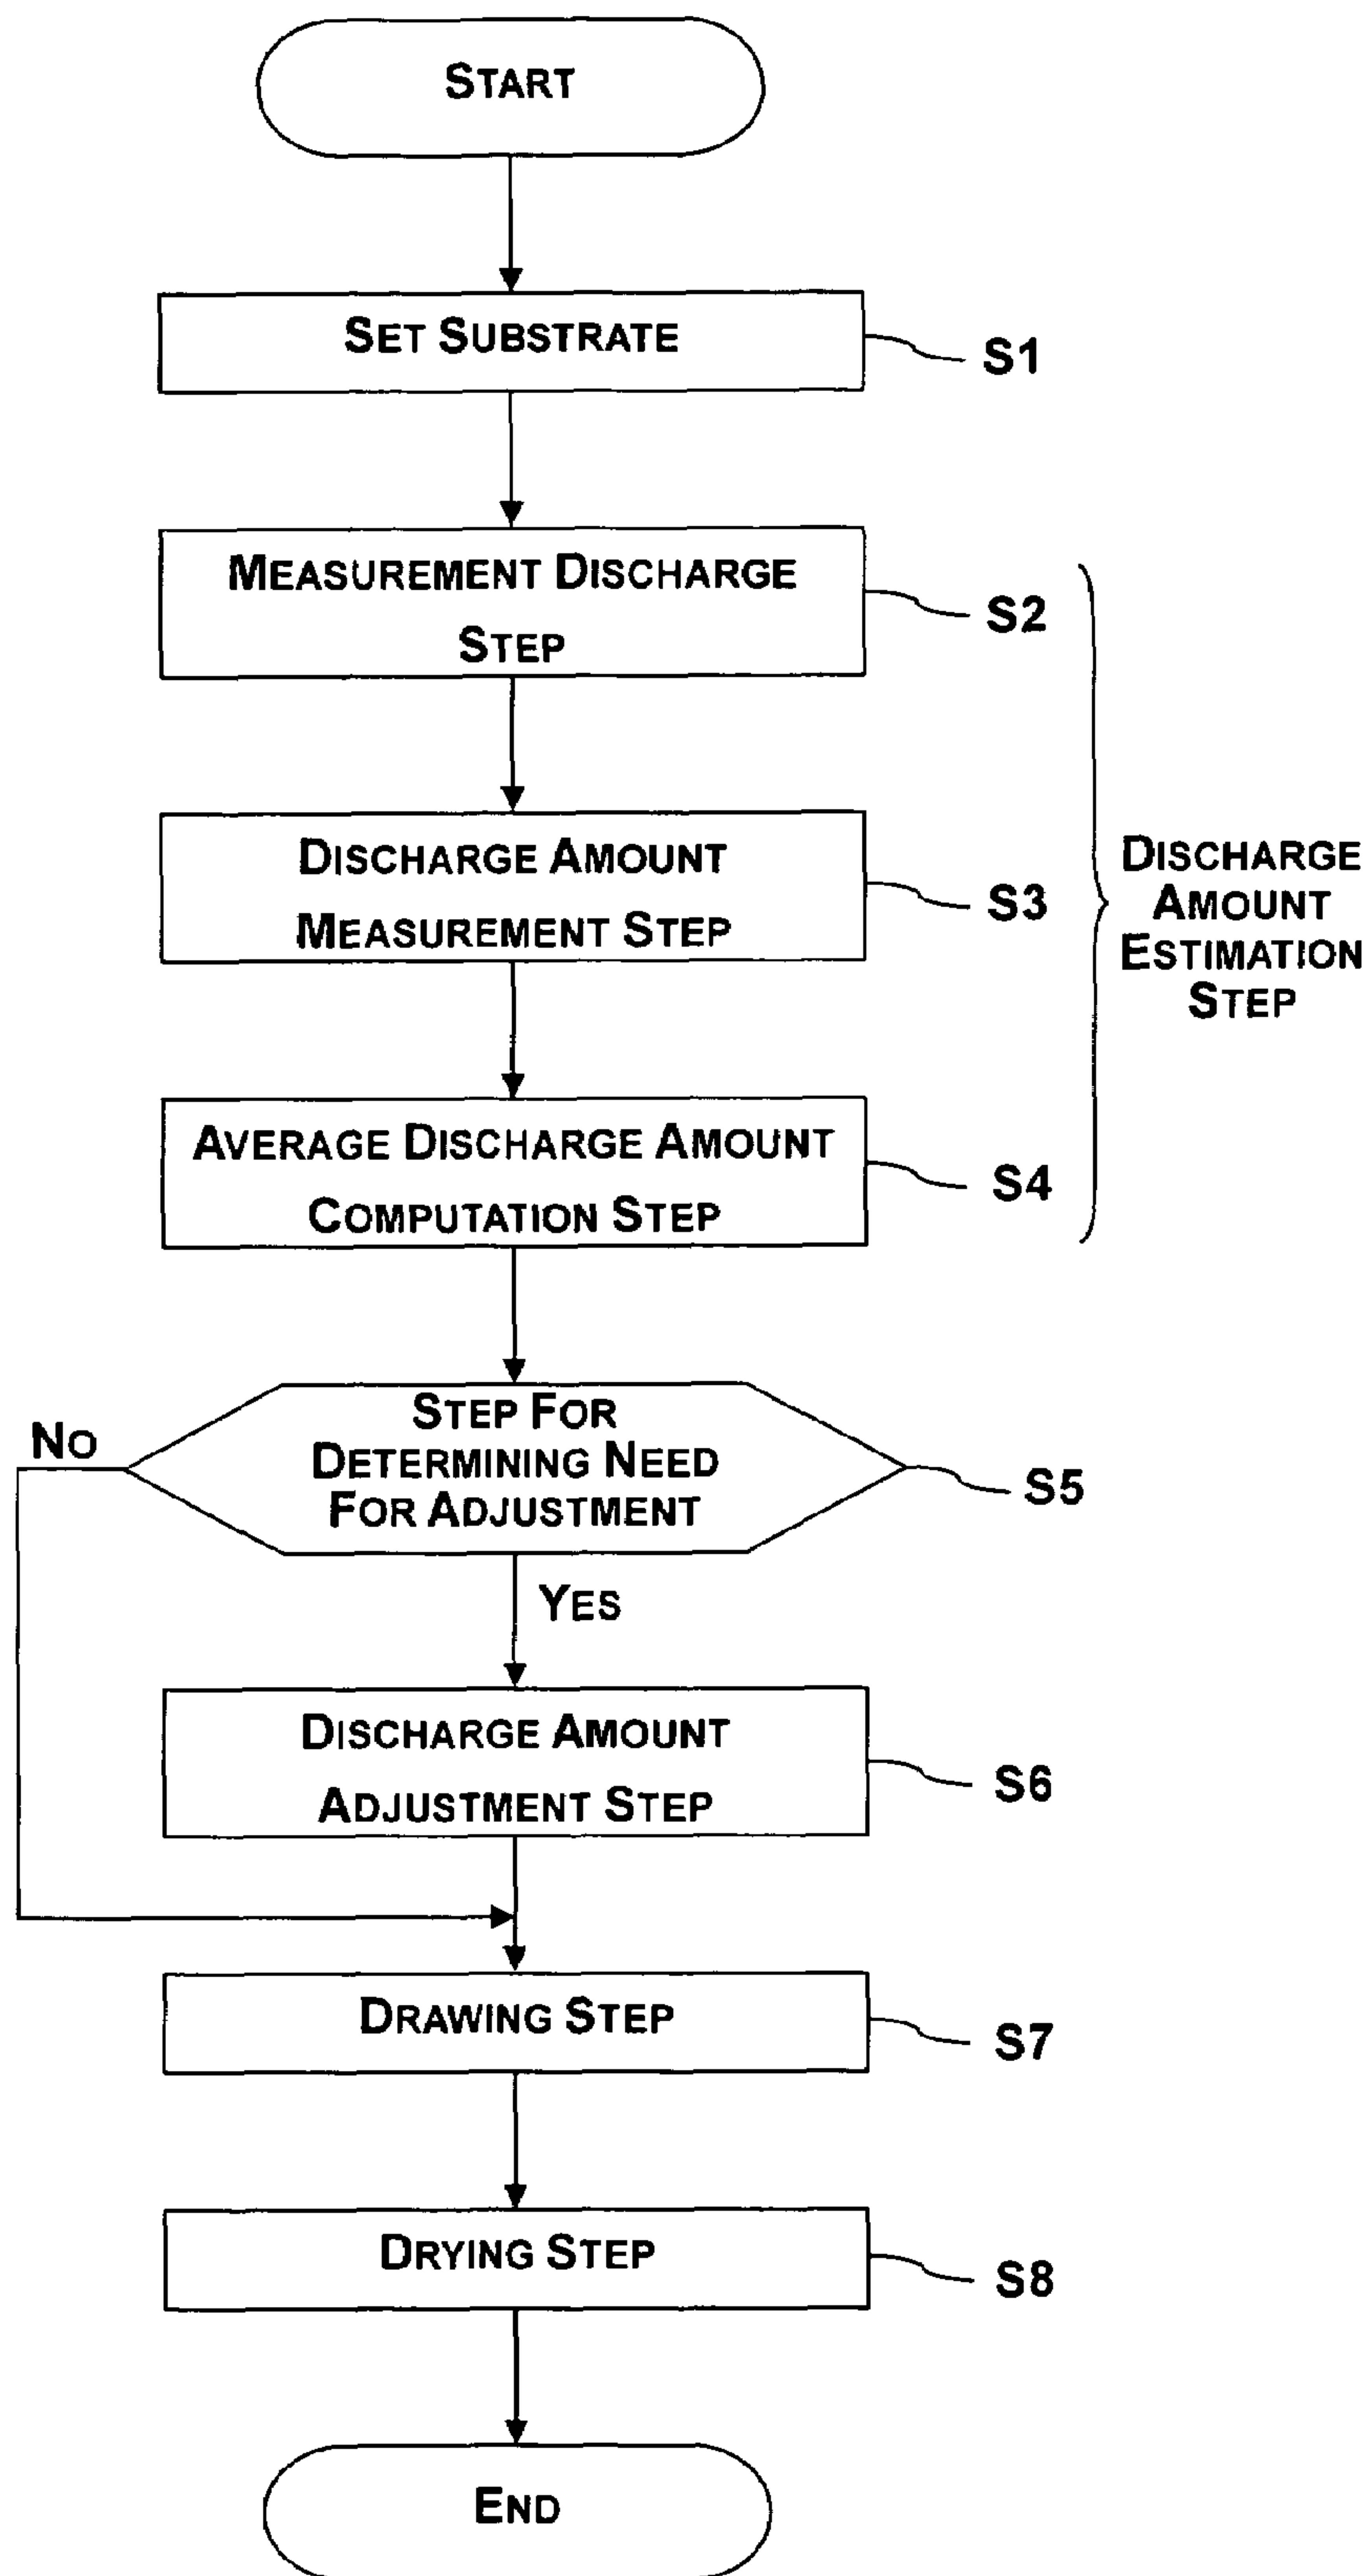 START
SET SUBSTRATE
S1
MEASUREMENT DISCHARGE
STEP
S2
DISCHARGE AMOUNT
MEASUREMENT STEP
S3
DISCHARGE
AMOUNT
ESTIMATION
STEP
AVERAGE DISCHARGE AMOUNT
COMPUTATION STEP
S4
STEP FOR
DETERMINING NEED
FOR ADJUSTMENT
S5
NO
YES
DISCHARGE AMOUNT
ADJUSTMENT STEP
S6
DRAWING STEP
S7
DRYING STEP
S8
END